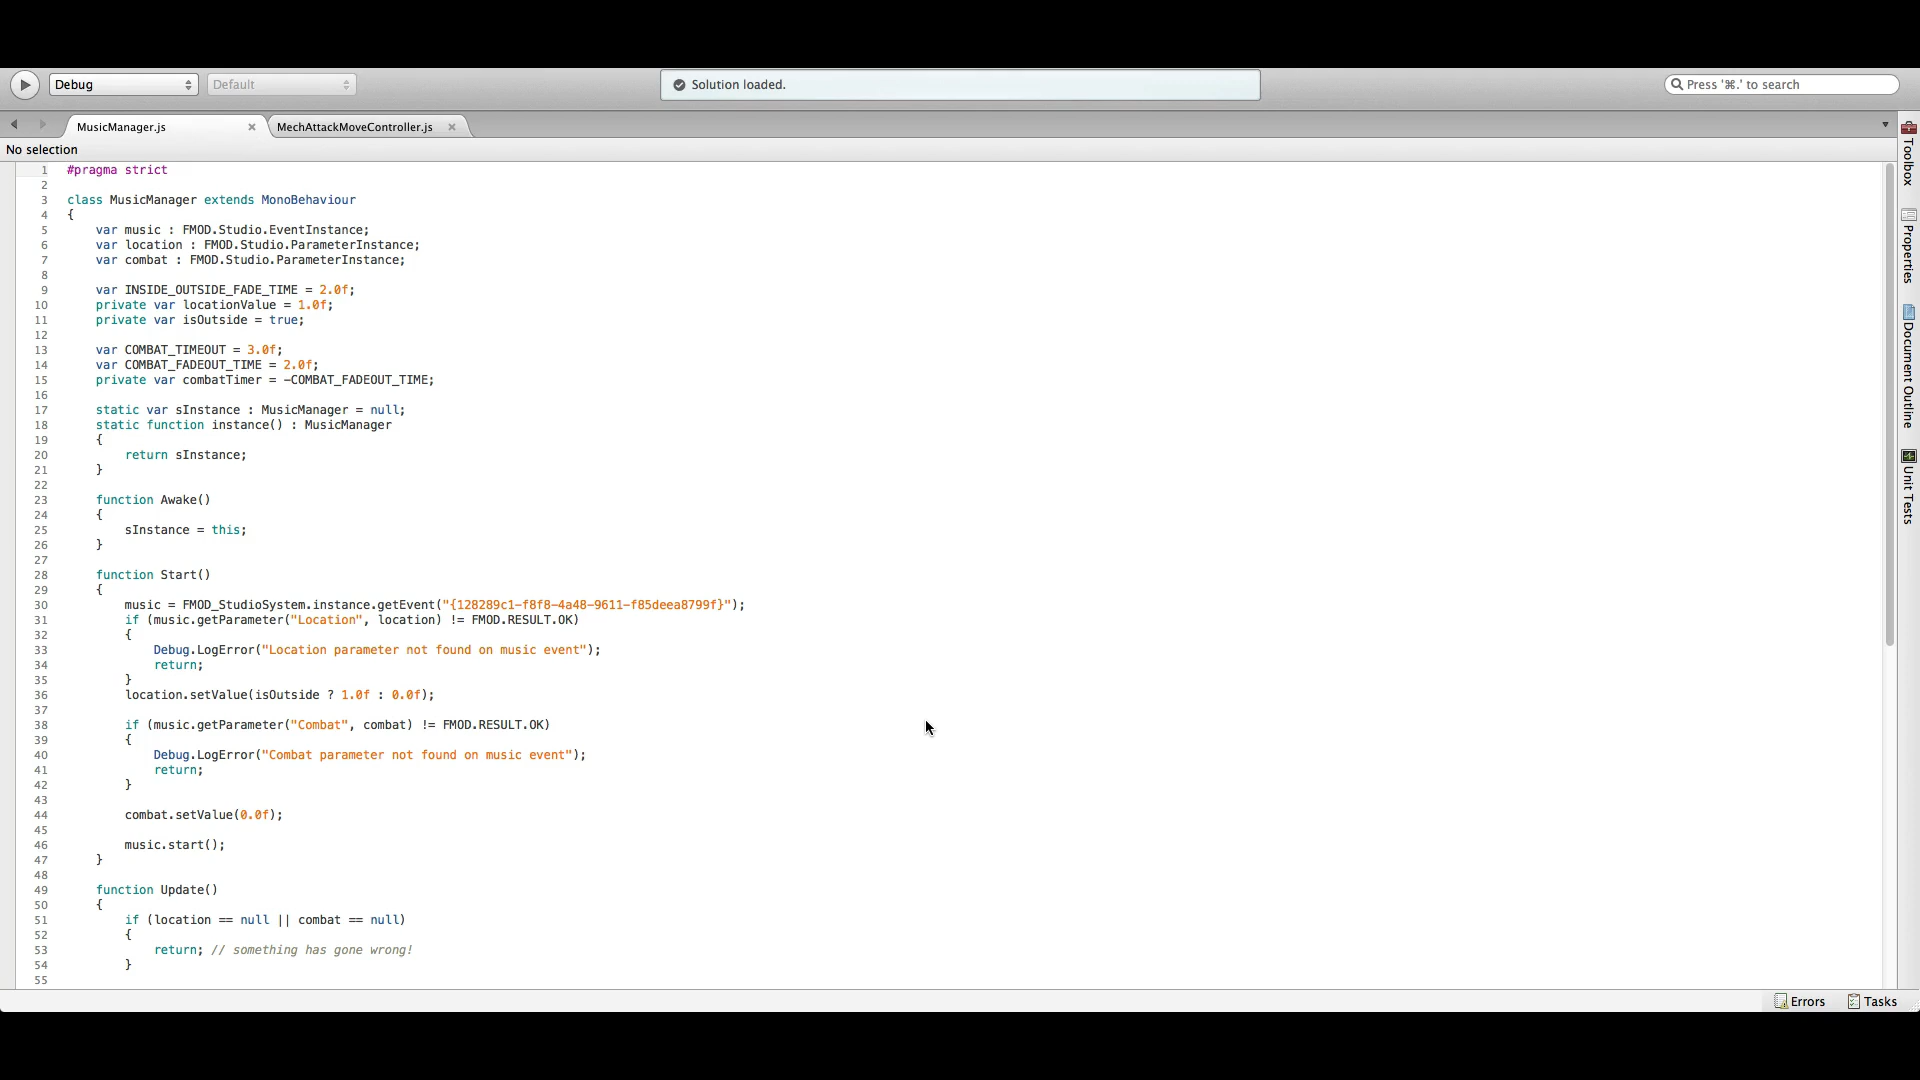 Debug
Default
Solution loaded.
Press '⌘.' to search
MusicManager.js
MechAttackMoveController.js
No selection
1 #pragma strict
2
3 class MusicManager extends MonoBehaviour
4 {
5 var music : FMOD.Studio.EventInstance;
6 var location : FMOD.Studio.ParameterInstance;
7 var combat : FMOD.Studio.ParameterInstance;
8
9 var INSIDE_OUTSIDE_FADE_TIME = 2.0f;
10 private var locationValue = 1.0f;
11 private var isOutside = true;
12
13 var COMBAT_TIMEOUT = 3.0f;
14 var COMBAT_FADEOUT_TIME = 2.0f;
15 private var combatTimer = -COMBAT_FADEOUT_TIME;
16
17 static var sInstance : MusicManager = null;
18 static function instance() : MusicManager
19 {
20 return sInstance;
21 }
22
23 function Awake()
24 {
25 sInstance = this;
26 }
27
28 function Start()
29 {
30 music = FMOD_StudioSystem.instance.getEvent("{128289c1-f8f8-4a48-9611-f85deea8799f}");
31 if (music.getParameter("Location", location) != FMOD.RESULT.OK)
32 {
33 Debug.LogError("Location parameter not found on music event");
34 return;
35 }
36 location.setValue(isOutside ? 1.0f : 0.0f);
37
38 if (music.getParameter("Combat", combat) != FMOD.RESULT.OK)
39 {
40 Debug.LogError("Combat parameter not found on music event");
41 return;
42 }
43
44 combat.setValue(0.0f);
45
46 music.start();
47 }
48
49 function Update()
50 {
51 if (location == null || combat == null)
52 {
53 return; // something has gone wrong!
54 }
55
Toolbox
Properties
Document Outline
Unit Tests
Errors
Tasks